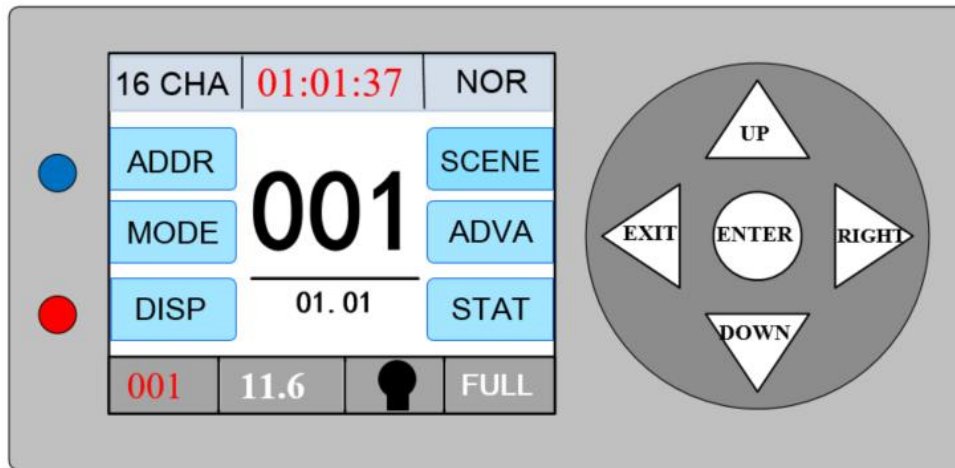 16 CHA 01:01:37 NOR
ADDR SCENE
001
MODE ADVA
01.01
DISP STAT
001 11.6 FULL
UP
EXIT ENTER RIGHT
DOWN